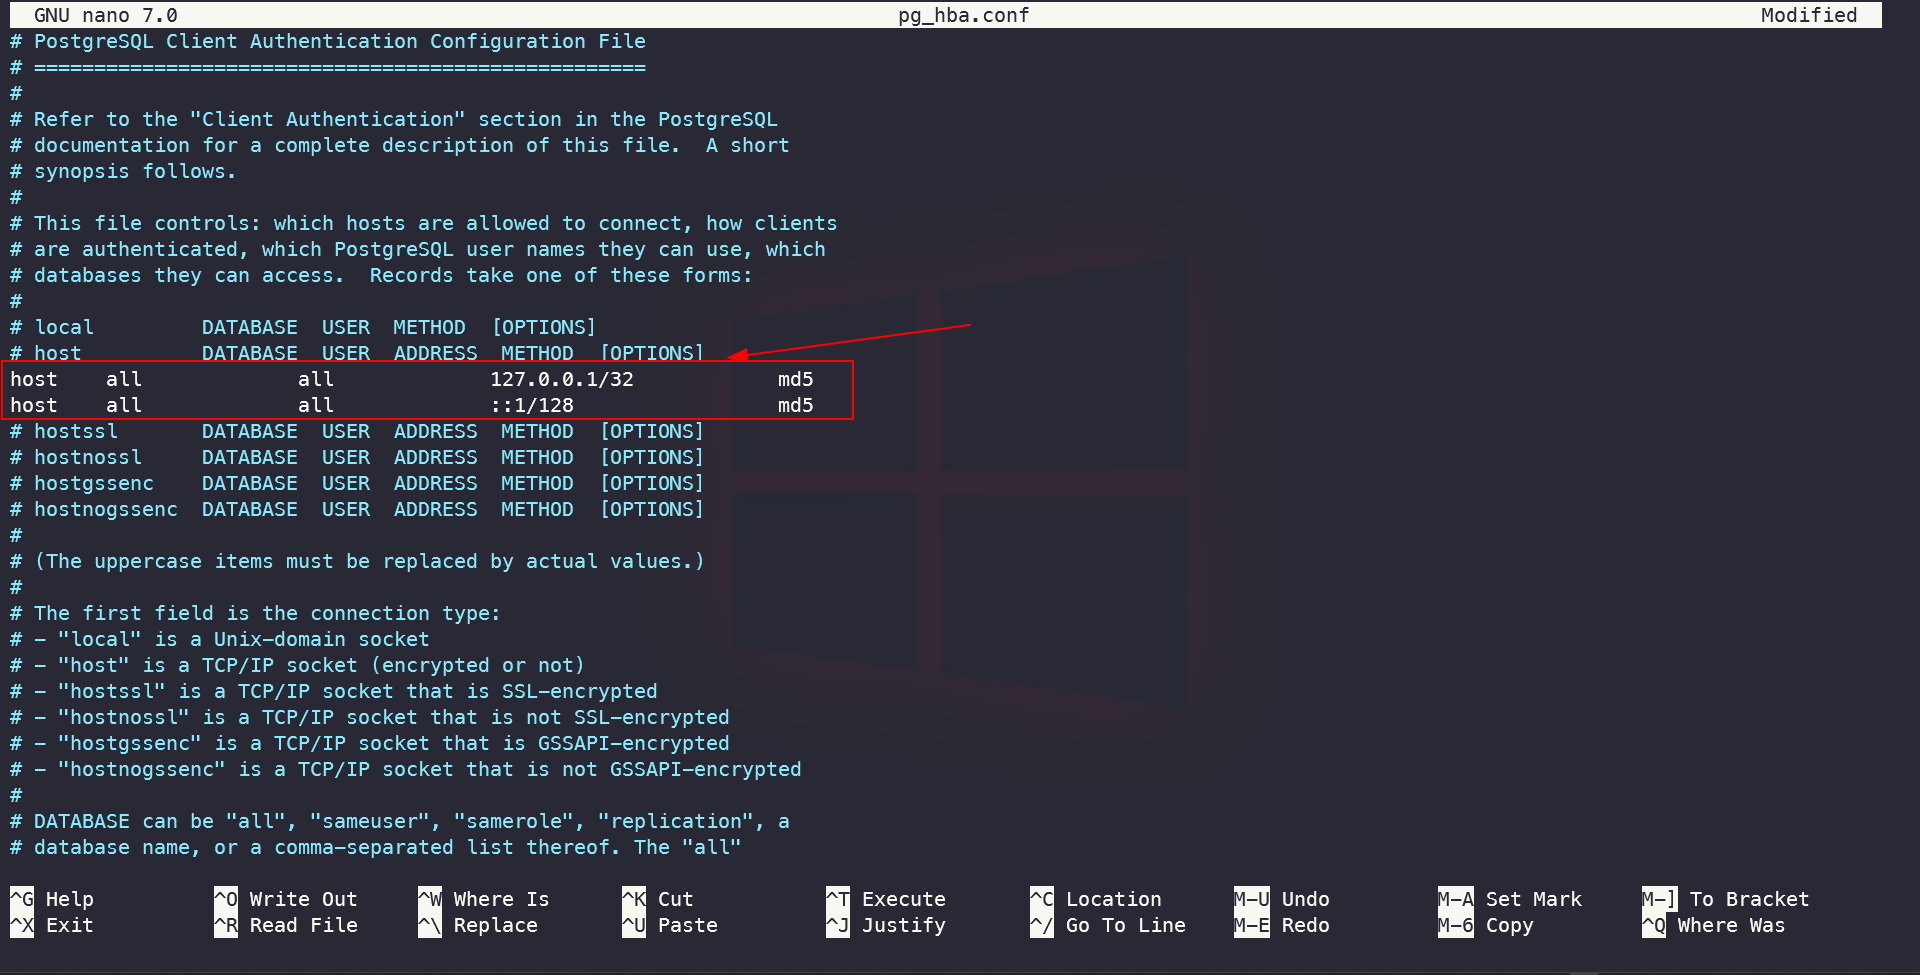 GNU nano 7.0 pg_hba.conf Modified
# PostgreSQL Client Authentication Configuration File
# ===================================================
#
# Refer to the "Client Authentication" section in the PostgreSQL
# documentation for a complete description of this file.  A short
# synopsis follows.
#
# This file controls: which hosts are allowed to connect, how clients
# are authenticated, which PostgreSQL user names they can use, which
# databases they can access.  Records take one of these forms:
#
# local         DATABASE  USER  METHOD  [OPTIONS]
# host          DATABASE  USER  ADDRESS  METHOD  [OPTIONS]
host    all             all             127.0.0.1/32            md5
host    all             all             ::1/128                 md5
# hostssl       DATABASE  USER  ADDRESS  METHOD  [OPTIONS]
# hostnossl     DATABASE  USER  ADDRESS  METHOD  [OPTIONS]
# hostgssenc    DATABASE  USER  ADDRESS  METHOD  [OPTIONS]
# hostnogssenc  DATABASE  USER  ADDRESS  METHOD  [OPTIONS]
#
# (The uppercase items must be replaced by actual values.)
#
# The first field is the connection type:
# - "local" is a Unix-domain socket
# - "host" is a TCP/IP socket (encrypted or not)
# - "hostssl" is a TCP/IP socket that is SSL-encrypted
# - "hostnossl" is a TCP/IP socket that is not SSL-encrypted
# - "hostgssenc" is a TCP/IP socket that is GSSAPI-encrypted
# - "hostnogssenc" is a TCP/IP socket that is not GSSAPI-encrypted
#
# DATABASE can be "all", "sameuser", "samerole", "replication", a
# database name, or a comma-separated list thereof. The "all"
^G Help ^O Write Out ^W Where Is ^K Cut ^T Execute ^C Location M-U Undo M-A Set Mark M-] To Bracket
^X Exit ^R Read File ^\ Replace ^U Paste ^J Justify ^/ Go To Line M-E Redo M-6 Copy ^Q Where Was